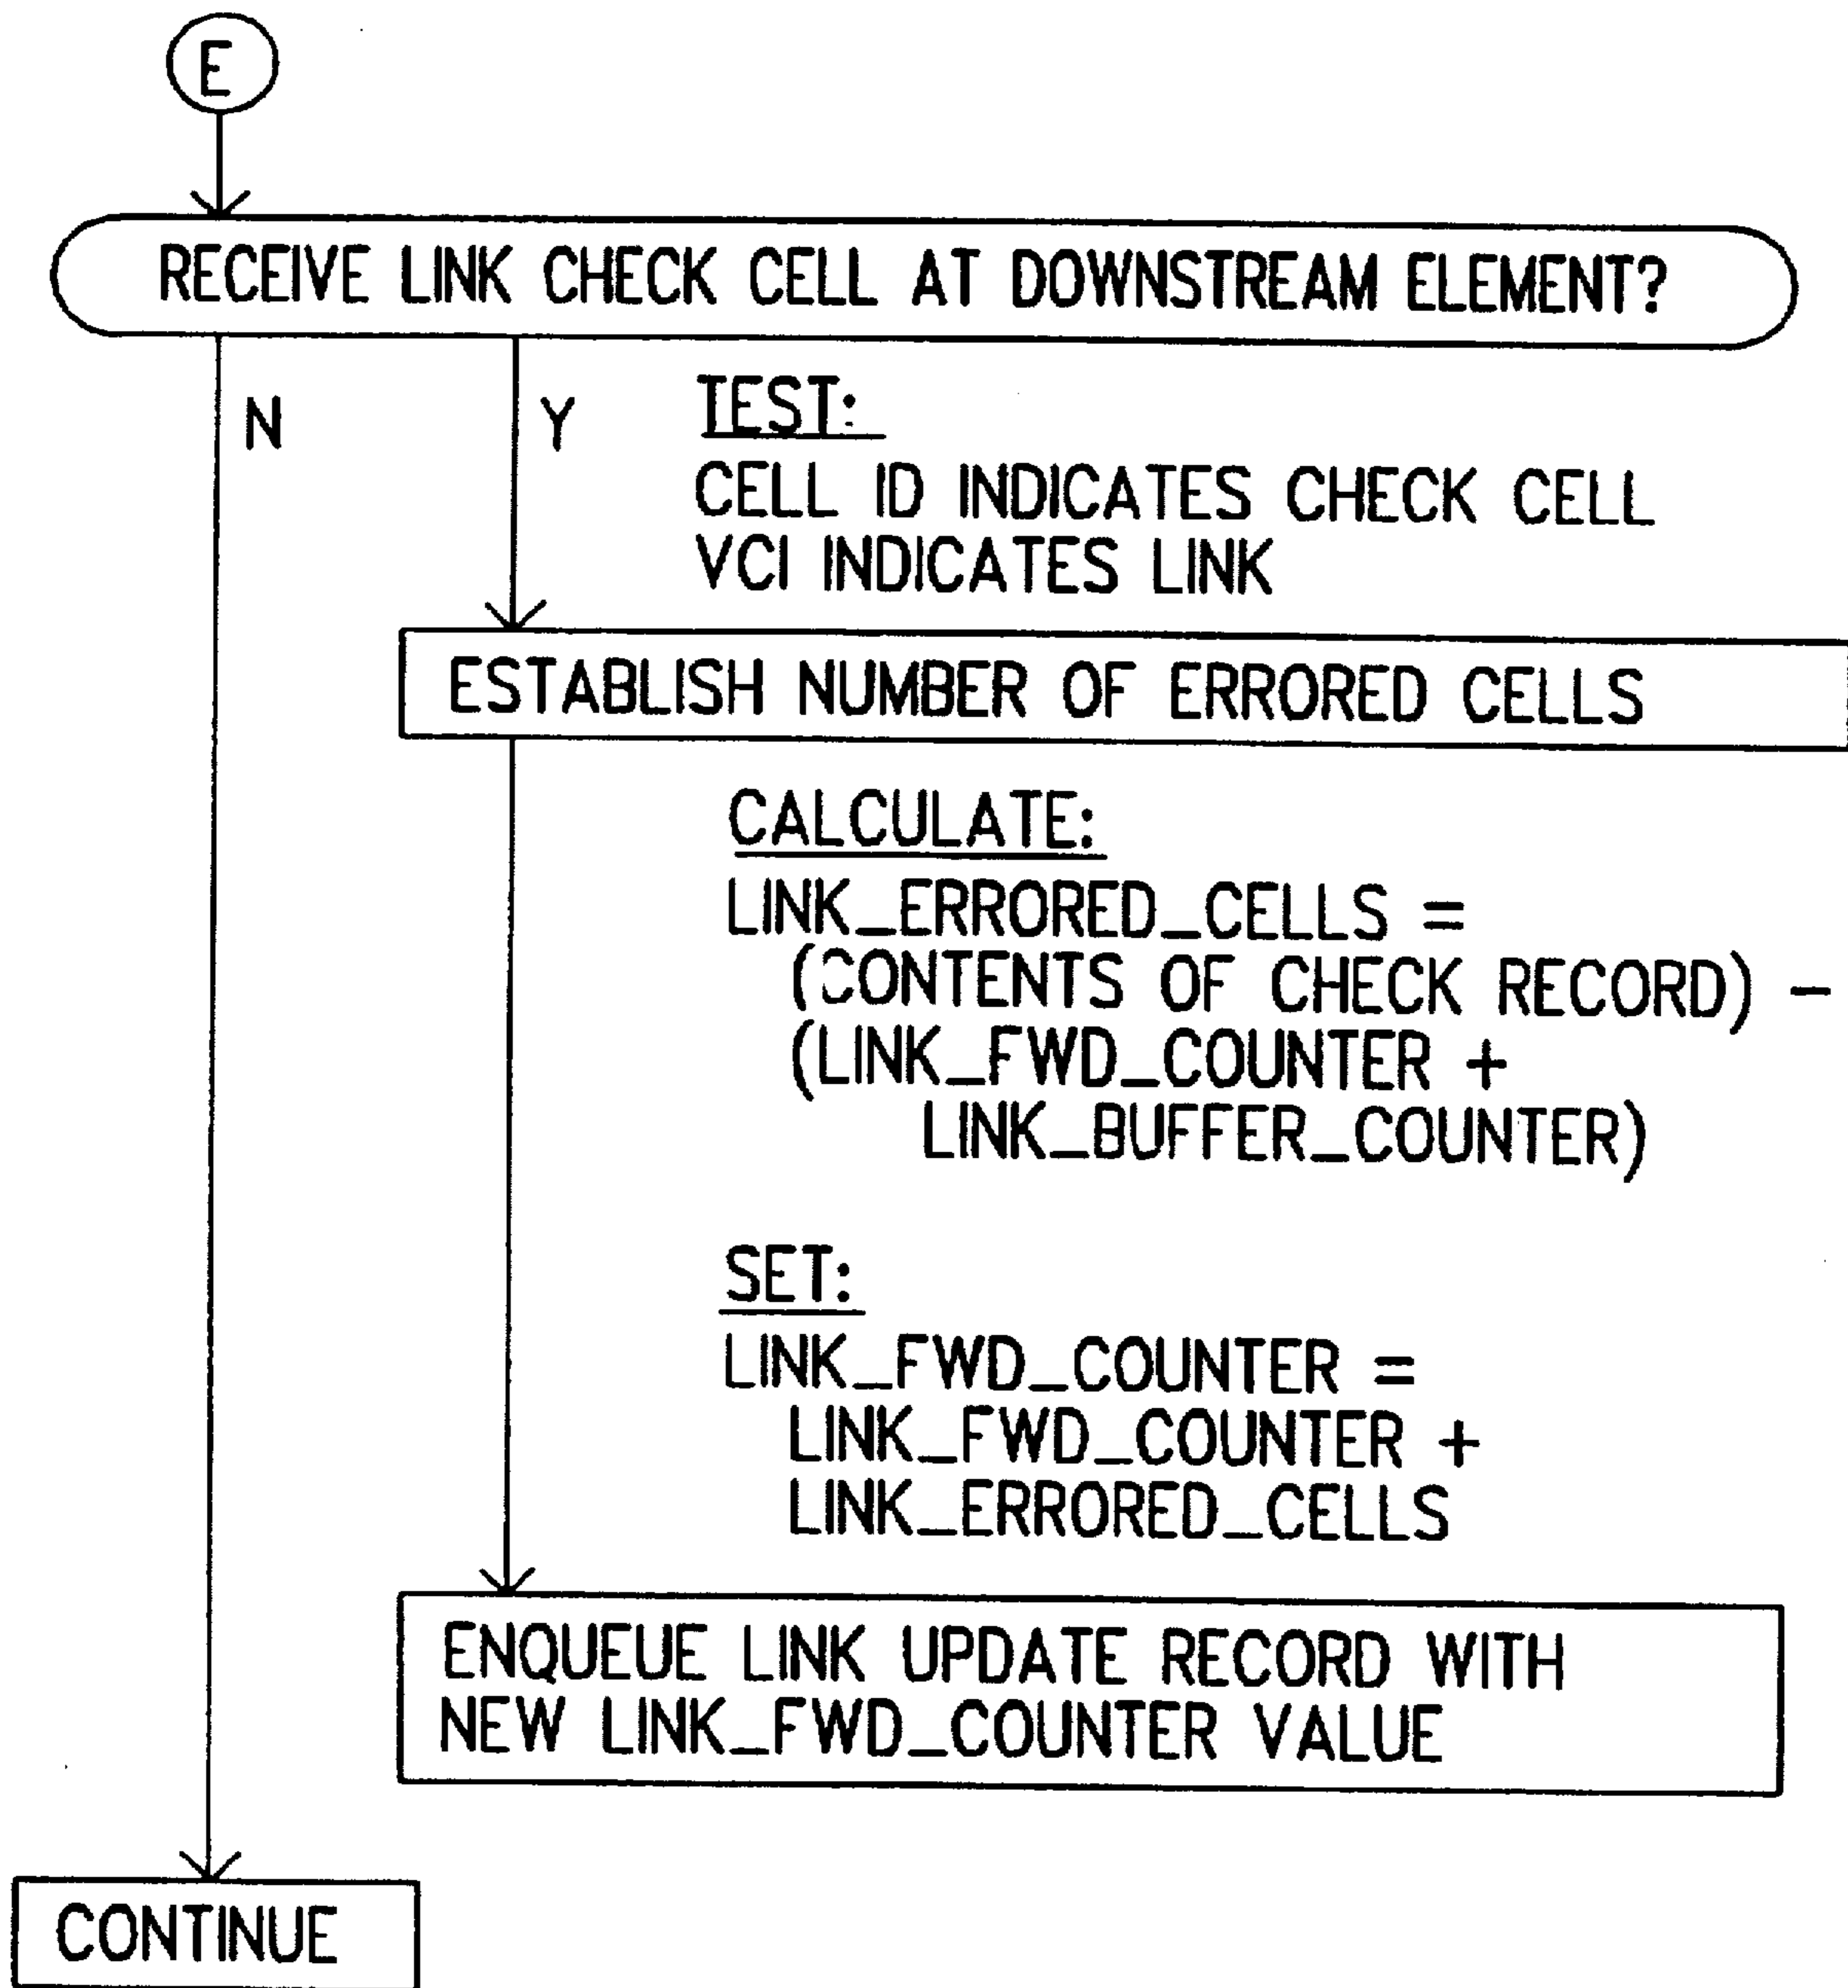 E
RECEIVE LINK CHECK CELL AT DOWNSTREAM ELEMENT?
N
Y
TEST:
CELL ID INDICATES CHECK CELL
VCI INDICATES LINK
ESTABLISH NUMBER OF ERRORED CELLS
CALCULATE:
LINK_ERRORED_CELLS =
(CONTENTS OF CHECK RECORD) –
(LINK_FWD_COUNTER +
LINK_BUFFER_COUNTER)
SET:
LINK_FWD_COUNTER =
LINK_FWD_COUNTER +
LINK_ERRORED_CELLS
ENQUEUE LINK UPDATE RECORD WITH
NEW LINK_FWD_COUNTER VALUE
CONTINUE